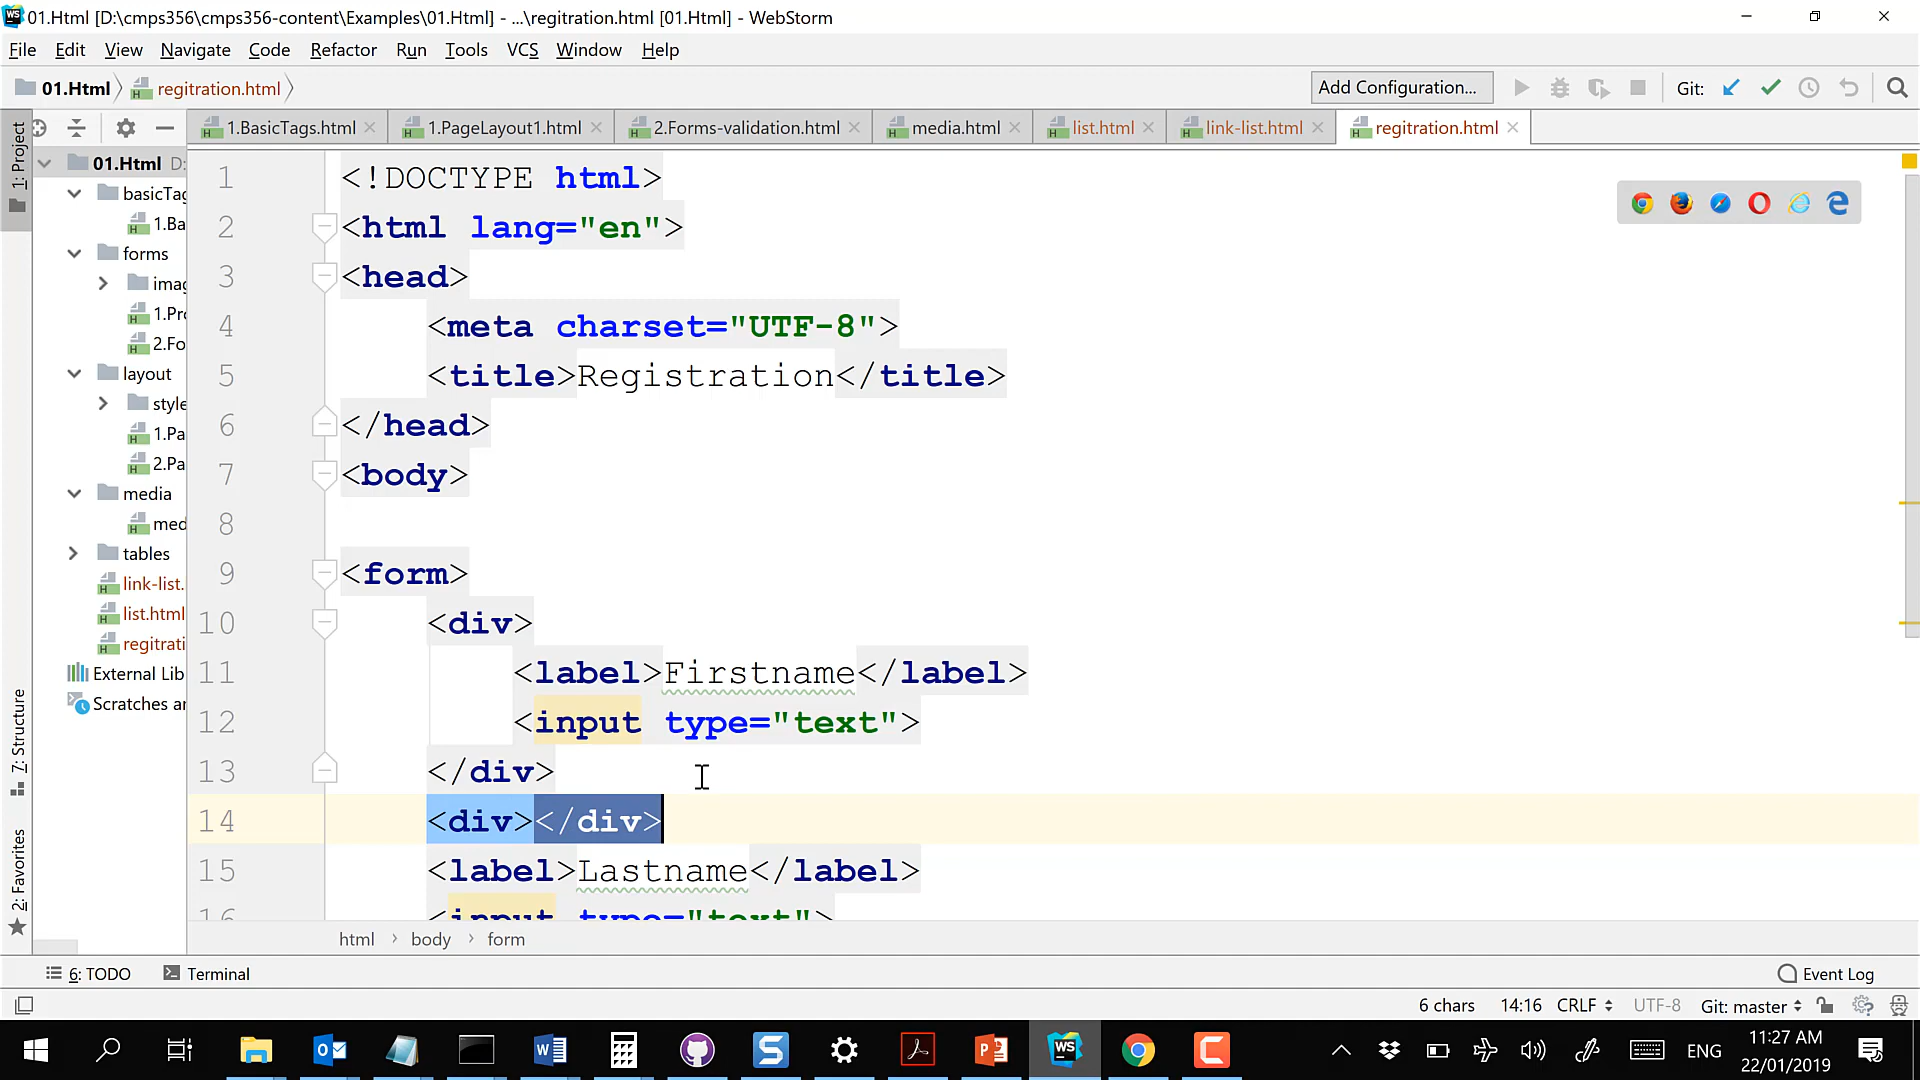 01.Html [D:\cmps356\cmps356-content\Examples\01.Html] - ...\regitration.html [01.Html] - WebStorm
File Edit View Navigate Code Refactor Run Tools VCS Window Help
01.Html regitration.html Add Configuration... Git:
1.BasicTags.html 1.PageLayout1.html 2.Forms-validation.html media.html list.html link-list.html regitration.html
1: Project
7: Structure
2: Favorites
01.Html D:
basicTag
1.Ba
forms
imag
1.Pro
2.Fo
layout
style
1.Pa
2.Pa
media
med
tables
link-list.
list.html
regitrati
External Lib
Scratches an
1 <!DOCTYPE html>
2 <html lang="en">
3 <head>
4 <meta charset="UTF-8">
5 <title>Registration</title>
6 </head>
7 <body>
8
9 <form>
10 <div>
11 <label>Firstname</label>
12 <input type="text">
13 </div>
14 <div></div>
15 <label>Lastname</label>
16 <input type="text">
html body form
6: TODO Terminal Event Log
6 chars 14:16 CRLF UTF-8 Git: master
ENG 11:27 AM
22/01/2019